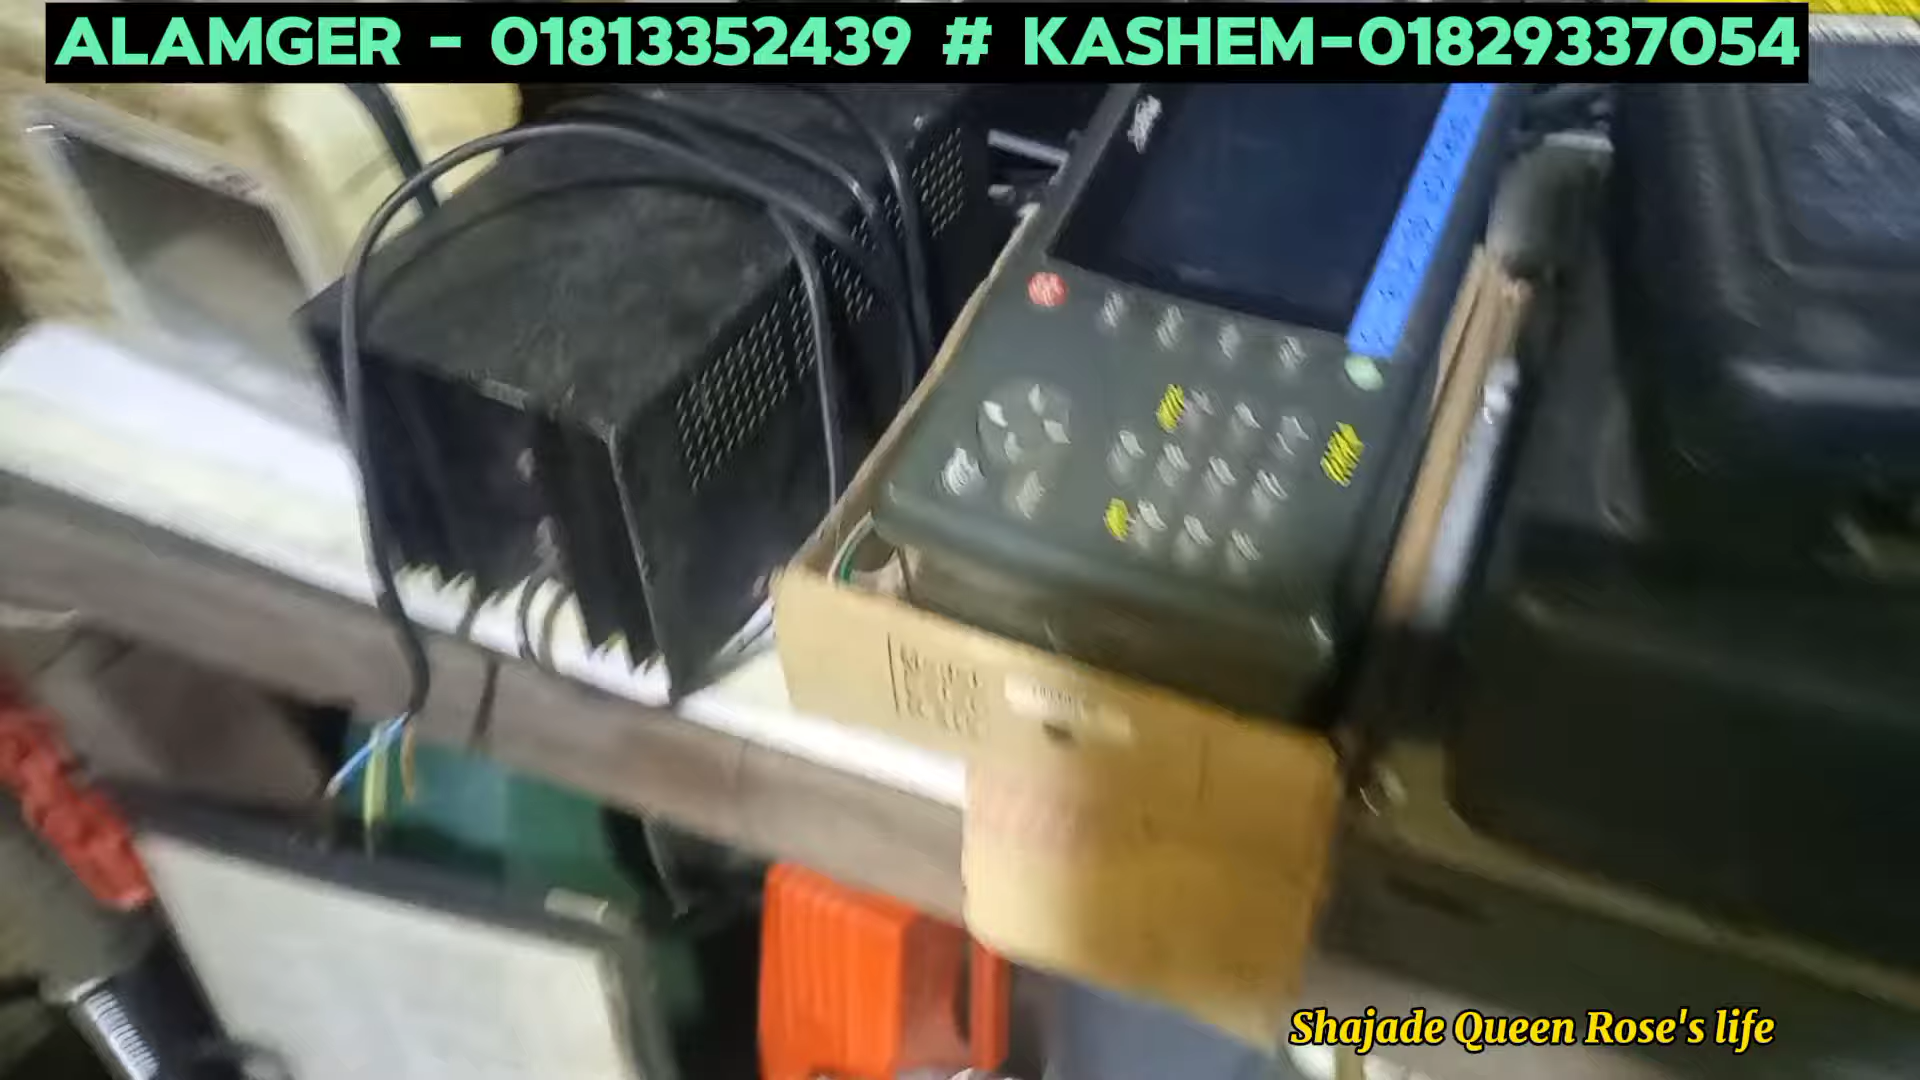 ALAMGER - 01813352439 # KASHEM-01829337054
Shajade Queen Rose's life